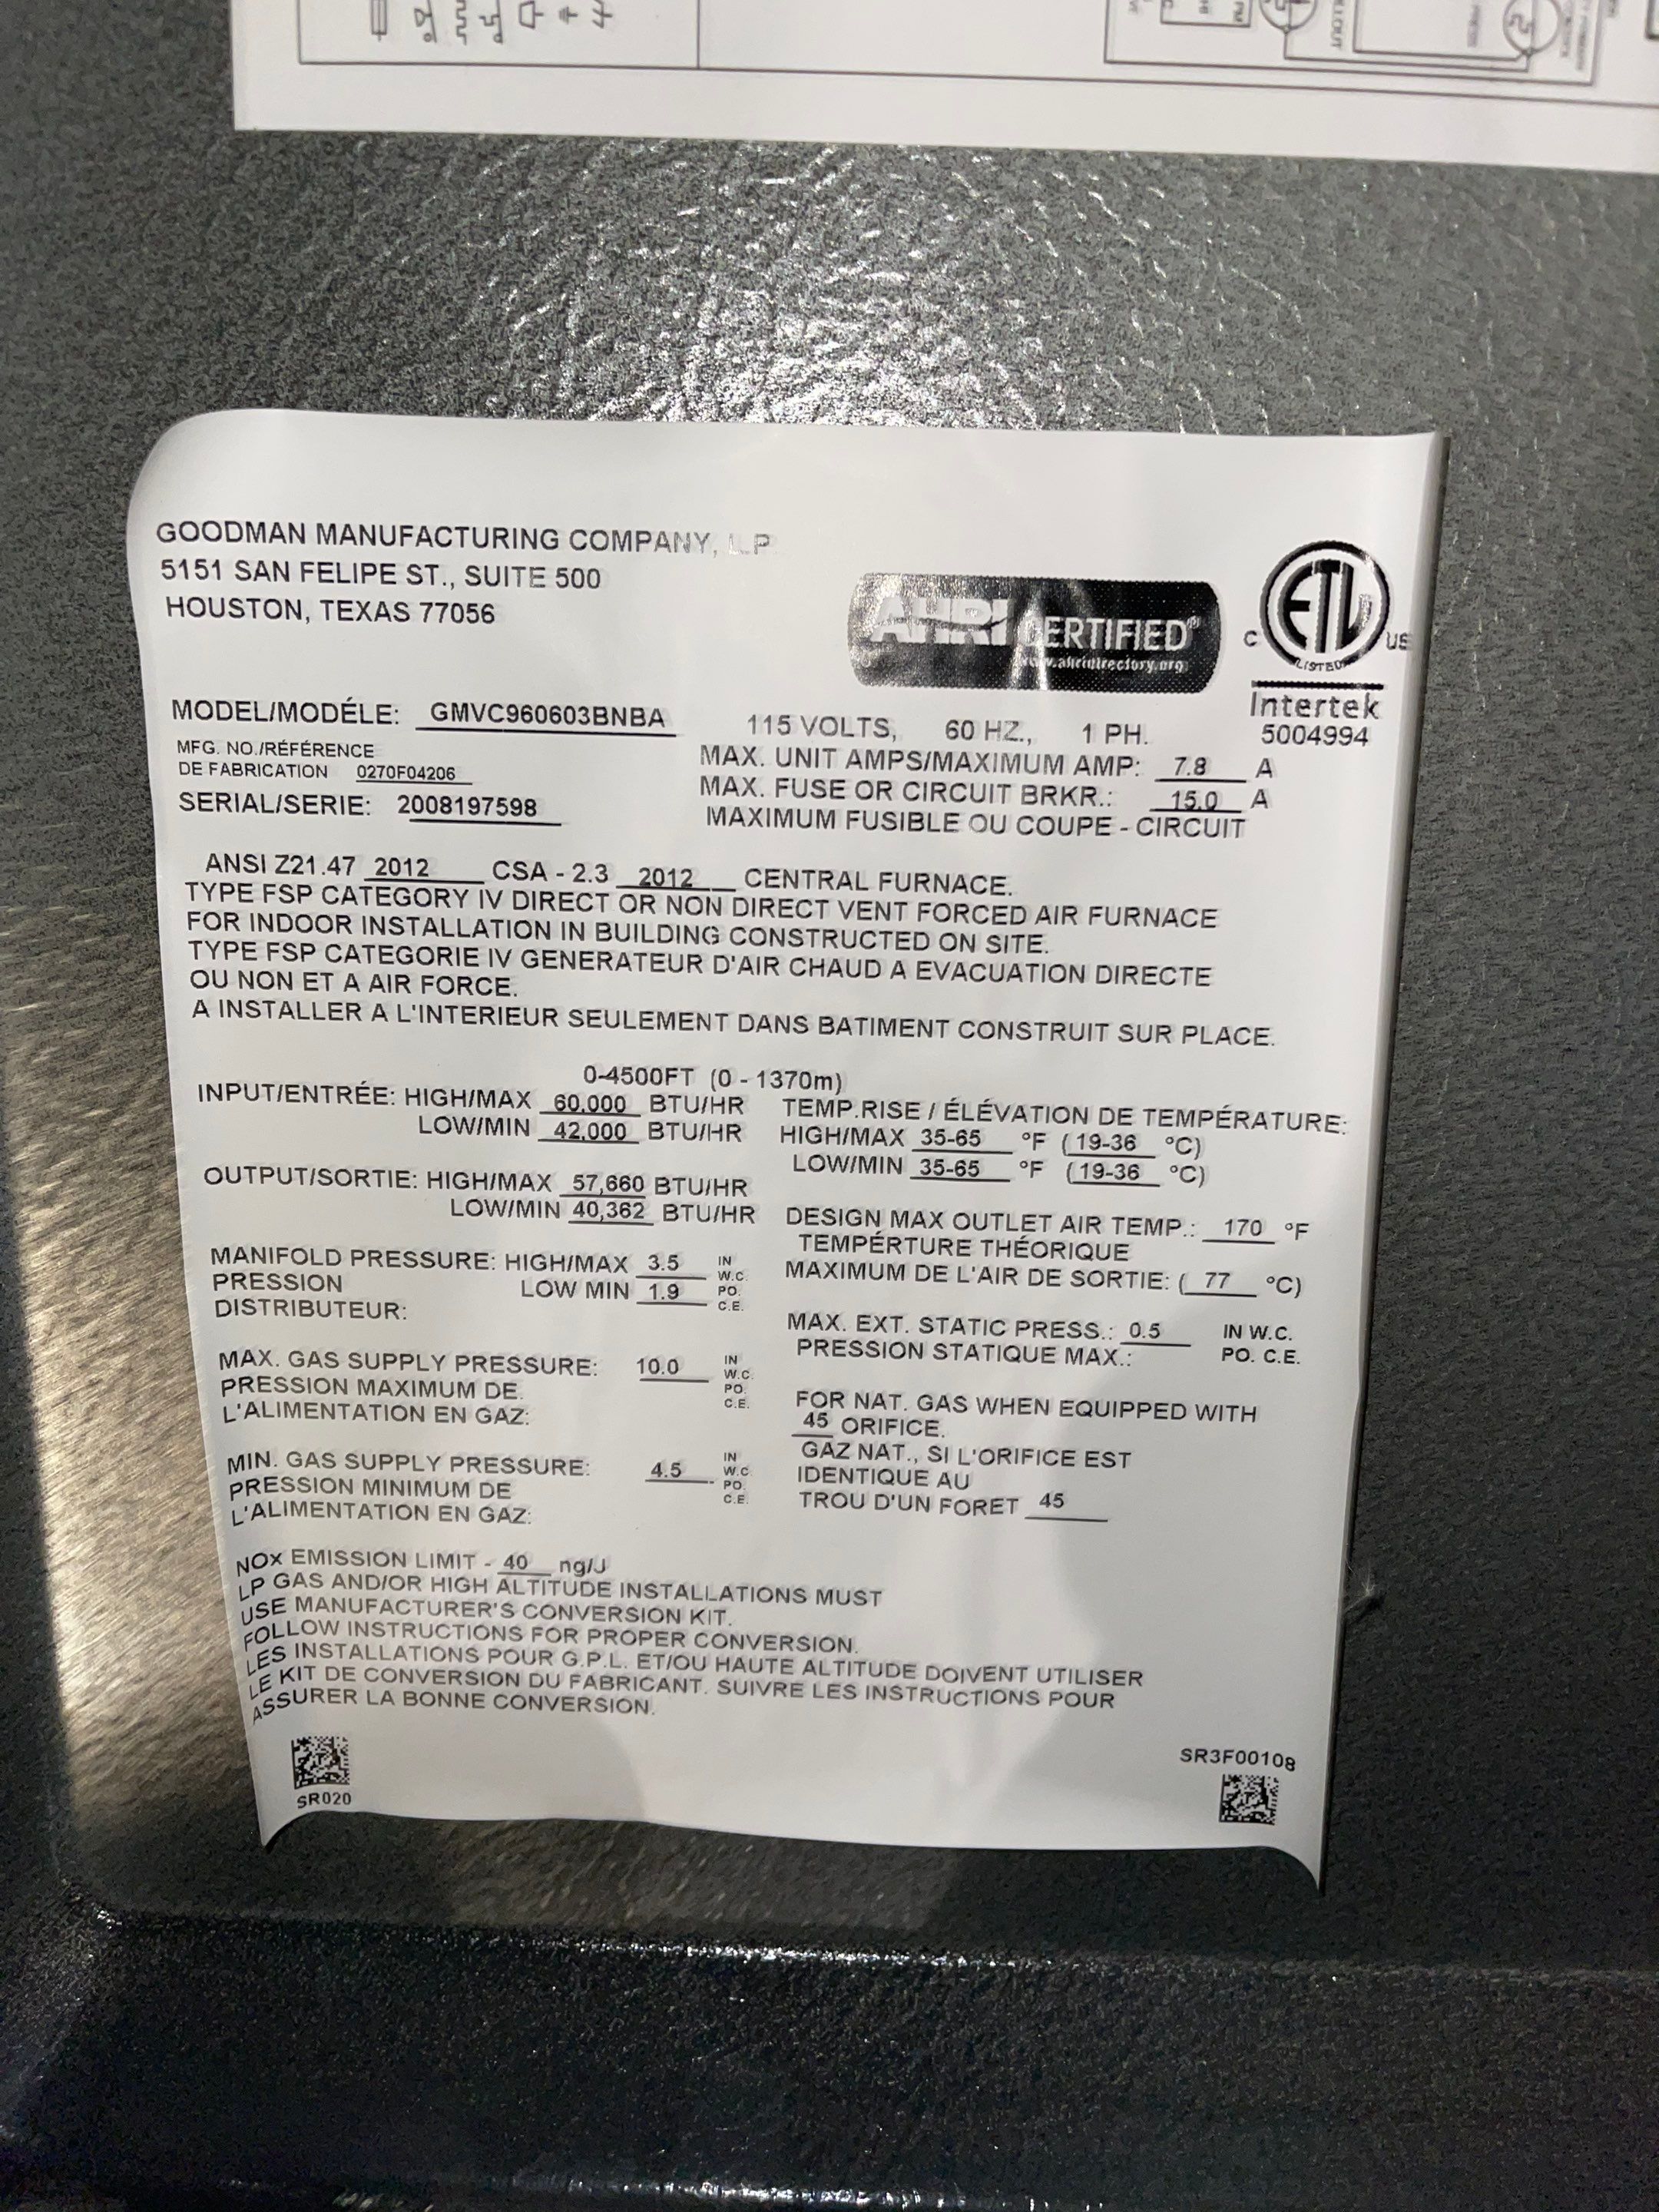 GOODMAN MANUFACTURING COMPANY, L.P
5151 SAN FELIPE ST., SUITE 500
HOUSTON, TEXAS 77056
AHRI CERTIFIED®
www.ahridirectory.org
C ETL US
LISTED
Intertek
5004994
MODEL/MODÉLE: GMVC960603BNBA
MFG. NO./RÉFÉRENCE
DE FABRICATION 0270F04206
SERIAL/SERIE: 2008197598
115 VOLTS, 60 HZ., 1 PH.
MAX. UNIT AMPS/MAXIMUM AMP: 7.8 A
MAX. FUSE OR CIRCUIT BRKR.: 15.0 A
MAXIMUM FUSIBLE OU COUPE - CIRCUIT
ANSI Z21.47 2012 CSA - 2.3 2012 CENTRAL FURNACE.
TYPE FSP CATEGORY IV DIRECT OR NON DIRECT VENT FORCED AIR FURNACE
FOR INDOOR INSTALLATION IN BUILDING CONSTRUCTED ON SITE.
TYPE FSP CATEGORIE IV GENERATEUR D'AIR CHAUD A EVACUATION DIRECTE
OU NON ET A AIR FORCE.
A INSTALLER A L'INTERIEUR SEULEMENT DANS BATIMENT CONSTRUIT SUR PLACE.
0-4500FT (0 - 1370m)
INPUT/ENTRÉE: HIGH/MAX 60,000 BTU/HR
LOW/MIN 42,000 BTU/HR
OUTPUT/SORTIE: HIGH/MAX 57,660 BTU/HR
LOW/MIN 40,362 BTU/HR
MANIFOLD PRESSURE: HIGH/MAX 3.5 IN W.C.
PRESSION LOW MIN 1.9 PO. C.E.
DISTRIBUTEUR:
MAX. GAS SUPPLY PRESSURE: 10.0 IN W.C.
PRESSION MAXIMUM DE PO. C.E.
L'ALIMENTATION EN GAZ:
MIN. GAS SUPPLY PRESSURE: 4.5 IN W.C.
PRESSION MINIMUM DE PO. C.E.
L'ALIMENTATION EN GAZ:
TEMP.RISE / ÉLÉVATION DE TEMPÉRATURE:
HIGH/MAX 35-65 °F (19-36 °C)
LOW/MIN 35-65 °F (19-36 °C)
DESIGN MAX OUTLET AIR TEMP.: 170 °F
TEMPÉRTURE THÉORIQUE
MAXIMUM DE L'AIR DE SORTIE: ( 77 °C)
MAX. EXT. STATIC PRESS.: 0.5 IN W.C.
PRESSION STATIQUE MAX.: PO. C.E.
FOR NAT. GAS WHEN EQUIPPED WITH
45 ORIFICE.
GAZ NAT., SI L'ORIFICE EST
IDENTIQUE AU
TROU D'UN FORET 45
NOx EMISSION LIMIT - 40 ng/J
LP GAS AND/OR HIGH ALTITUDE INSTALLATIONS MUST
USE MANUFACTURER'S CONVERSION KIT.
FOLLOW INSTRUCTIONS FOR PROPER CONVERSION.
LES INSTALLATIONS POUR G.P.L. ET/OU HAUTE ALTITUDE DOIVENT UTILISER
LE KIT DE CONVERSION DU FABRICANT. SUIVRE LES INSTRUCTIONS POUR
ASSURER LA BONNE CONVERSION.
SR020
SR3F00108